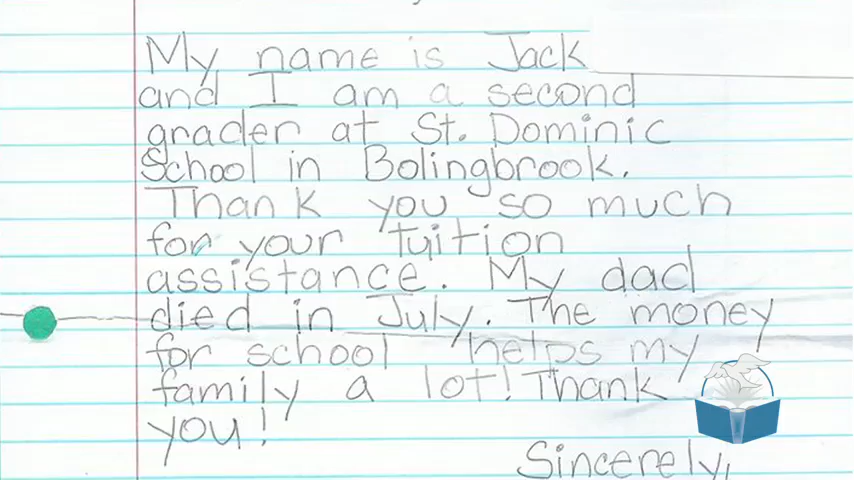 My name is Jack
and I am a second
grader at St. Dominic
School in Bolingbrook.
Thank you so much
for your tuition
assistance. My dad
died in July. The money
for school helps my
family a lot! Thank
you!
Sincerely,